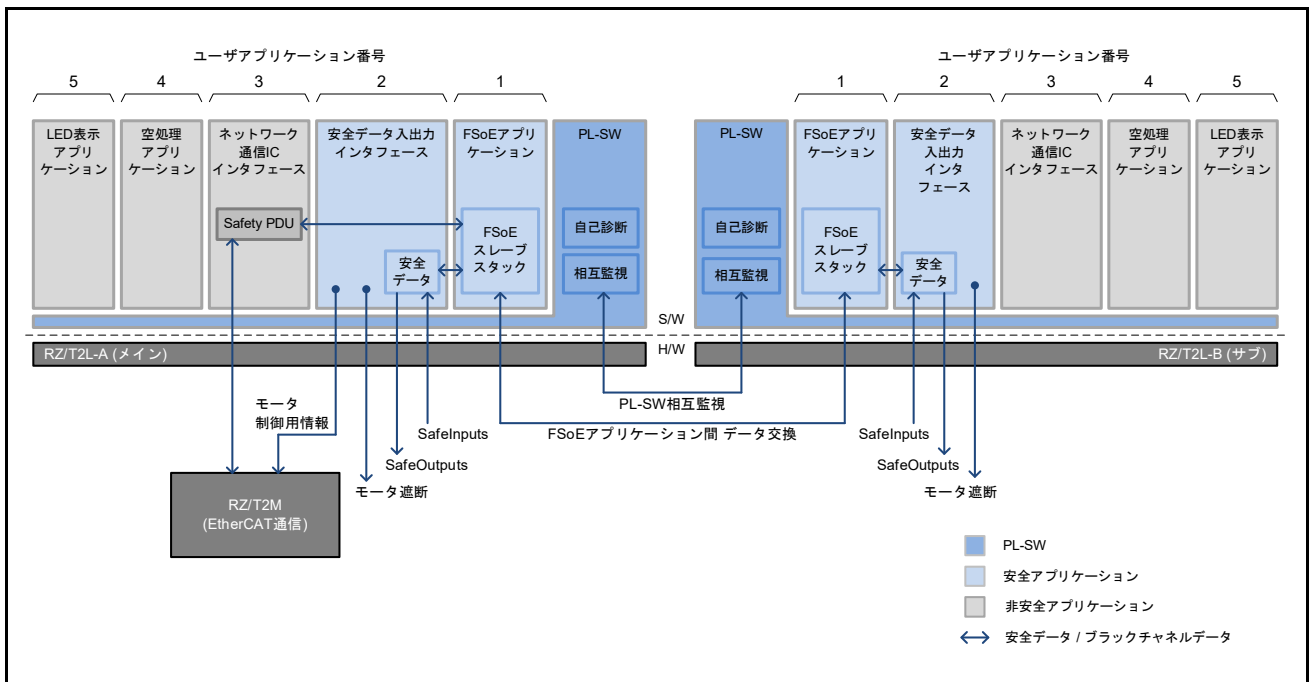 ユーザアプリケーション番号
ユーザアプリケーション番号
5
4
3
2
1
1
2
3
4
5
LED表示
アプリ
ケーション
空処理
アプリ
ケーション
ネットワーク
通信IC
インタフェース
安全データ入出力
インタフェース
FSoEアプリ
ケーション
PL-SW
PL-SW
FSoEアプリ
ケーション
安全データ
入出力
インタ
フェース
ネットワーク
通信IC
インタフェース
空処理
アプリ
ケーション
LED表示
アプリ
ケーション
Safety PDU
FSoE
スレーブ
スタック
安全
データ
自己診断
相互監視
自己診断
相互監視
FSoE
スレーブ
スタック
安全
データ
S/W
H/W
RZ/T2L-A (メイン)
RZ/T2L-B (サブ)
PL-SW相互監視
FSoEアプリケーション間 データ交換
モータ
制御用情報
SafeInputs
SafeOutputs
モータ遮断
SafeInputs
SafeOutputs
モータ遮断
RZ/T2M
(EtherCAT通信)
PL-SW
安全アプリケーション
非安全アプリケーション
安全データ / ブラックチャネルデータ